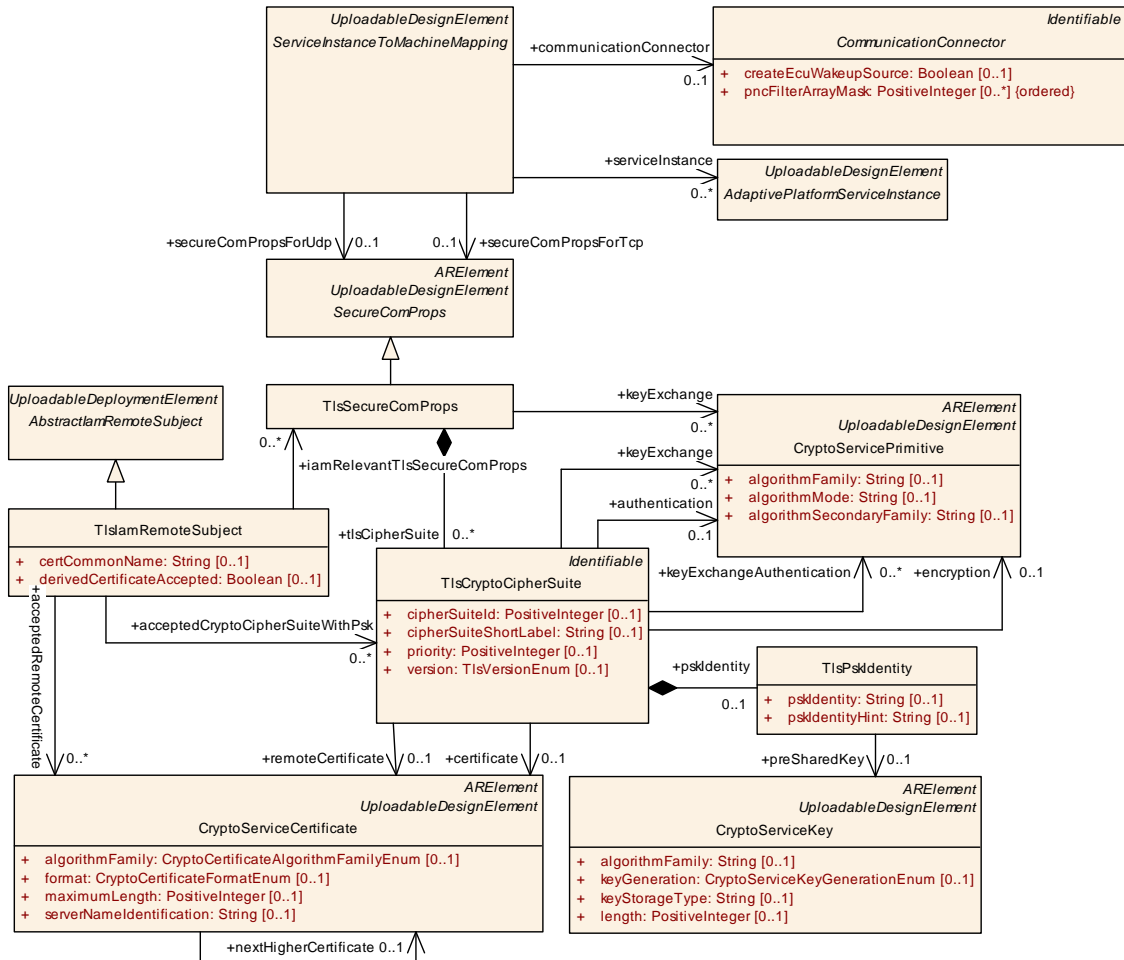 UploadableDesignElement
ServiceInstanceToMachineMapping
+communicationConnector
0..1
Identifiable
CommunicationConnector
+ createEcuWakeupSource: Boolean [0..1]
+ pncFilterArrayMask: PositiveInteger [0..*] {ordered}
+serviceInstance
0..*
UploadableDesignElement
AdaptivePlatformServiceInstance
+secureComPropsForUdp 0..1
0..1 +secureComPropsForTcp
ARElement
UploadableDesignElement
SecureComProps
UploadableDeploymentElement
AbstractIamRemoteSubject
TlsSecureComProps
+keyExchange
0..*
0..*
+iamRelevantTlsSecureComProps
ARElement
UploadableDesignElement
CryptoServicePrimitive
+ algorithmFamily: String [0..1]
+ algorithmMode: String [0..1]
+ algorithmSecondaryFamily: String [0..1]
+keyExchange
0..*
+authentication
0..1
TlsIamRemoteSubject
+ certCommonName: String [0..1]
+ derivedCertificateAccepted: Boolean [0..1]
+tlsCipherSuite 0..*
Identifiable
TlsCryptoCipherSuite
+ cipherSuiteId: PositiveInteger [0..1]
+ cipherSuiteShortLabel: String [0..1]
+ priority: PositiveInteger [0..1]
+ version: TlsVersionEnum [0..1]
+keyExchangeAuthentication 0..*
+encryption 0..1
+acceptedRemoteCertificate
0..*
+acceptedCryptoCipherSuiteWithPsk
0..*
+pskIdentity
0..1
TlsPskIdentity
+ pskIdentity: String [0..1]
+ pskIdentityHint: String [0..1]
+remoteCertificate 0..1
+certificate 0..1
+preSharedKey 0..1
ARElement
UploadableDesignElement
CryptoServiceCertificate
+ algorithmFamily: CryptoCertificateAlgorithmFamilyEnum [0..1]
+ format: CryptoCertificateFormatEnum [0..1]
+ maximumLength: PositiveInteger [0..1]
+ serverNameIdentification: String [0..1]
+nextHigherCertificate 0..1
ARElement
UploadableDesignElement
CryptoServiceKey
+ algorithmFamily: String [0..1]
+ keyGeneration: CryptoServiceKeyGenerationEnum [0..1]
+ keyStorageType: String [0..1]
+ length: PositiveInteger [0..1]